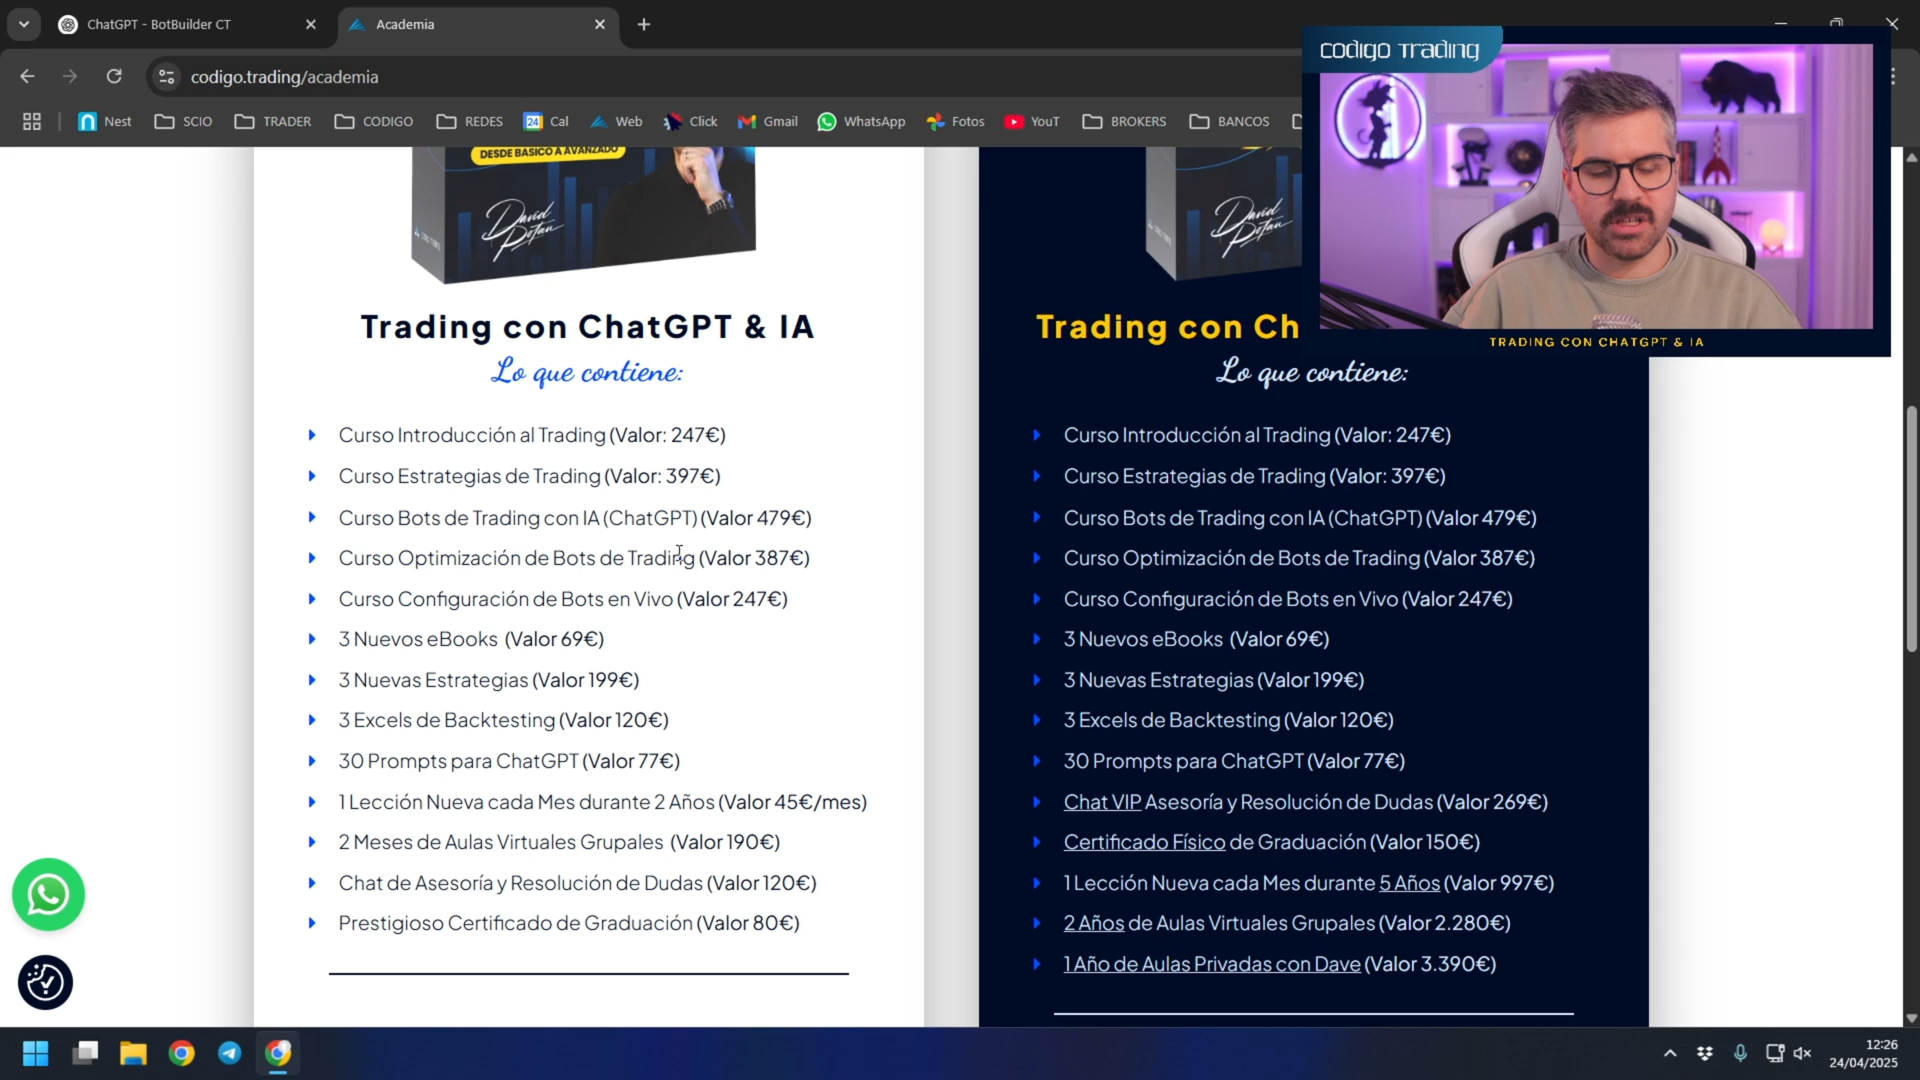 ChatGPT - BotBuilder CT
Academia
codigo.trading/academia
Nest
SCIO
TRADER
CODIGO
REDES
24
Cal
Web
Click
Gmail
WhatsApp
Fotos
YouT
BROKERS
BANCOS
codigo Trading
TRADING CON CHATGPT & IA
DESDE BÁSICO A AVANZADO
David
Potau
Trading con ChatGPT & IA
Lo que contiene:
Curso Introducción al Trading (Valor: 247€)
Curso Estrategias de Trading (Valor: 397€)
Curso Bots de Trading con IA (ChatGPT) (Valor 479€)
Curso Optimización de Bots de Trading (Valor 387€)
Curso Configuración de Bots en Vivo (Valor 247€)
3 Nuevos eBooks (Valor 69€)
3 Nuevas Estrategias (Valor 199€)
3 Excels de Backtesting (Valor 120€)
30 Prompts para ChatGPT (Valor 77€)
1 Lección Nueva cada Mes durante 2 Años (Valor 45€/mes)
2 Meses de Aulas Virtuales Grupales (Valor 190€)
Chat de Asesoría y Resolución de Dudas (Valor 120€)
Prestigioso Certificado de Graduación (Valor 80€)
David
Potau
Trading con Ch
Lo que contiene:
Curso Introducción al Trading (Valor: 247€)
Curso Estrategias de Trading (Valor: 397€)
Curso Bots de Trading con IA (ChatGPT) (Valor 479€)
Curso Optimización de Bots de Trading (Valor 387€)
Curso Configuración de Bots en Vivo (Valor 247€)
3 Nuevos eBooks (Valor 69€)
3 Nuevas Estrategias (Valor 199€)
3 Excels de Backtesting (Valor 120€)
30 Prompts para ChatGPT (Valor 77€)
Chat VIP Asesoría y Resolución de Dudas (Valor 269€)
Certificado Físico de Graduación (Valor 150€)
1 Lección Nueva cada Mes durante 5 Años (Valor 997€)
2 Años de Aulas Virtuales Grupales (Valor 2.280€)
1 Año de Aulas Privadas con Dave (Valor 3.390€)
12:26
24/04/2025